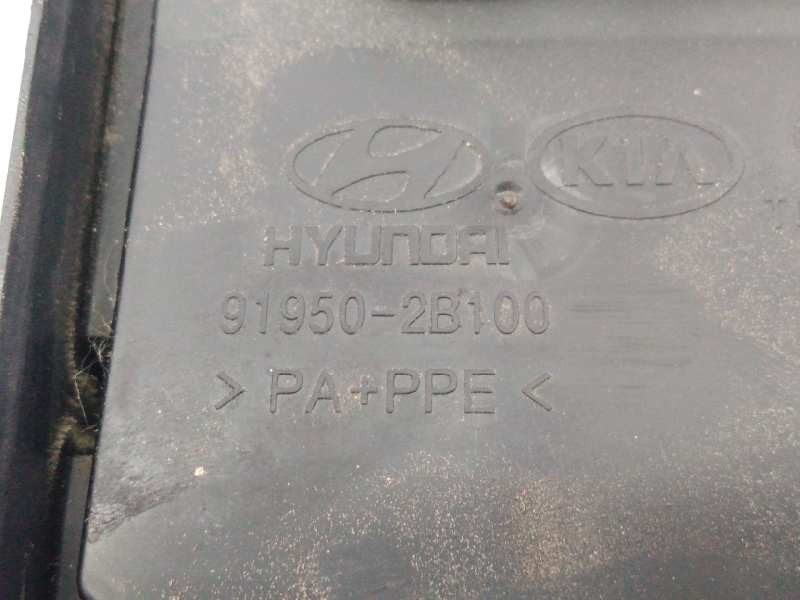 KIA
HYUNDAI
91950-2B100
> PA+PPE <